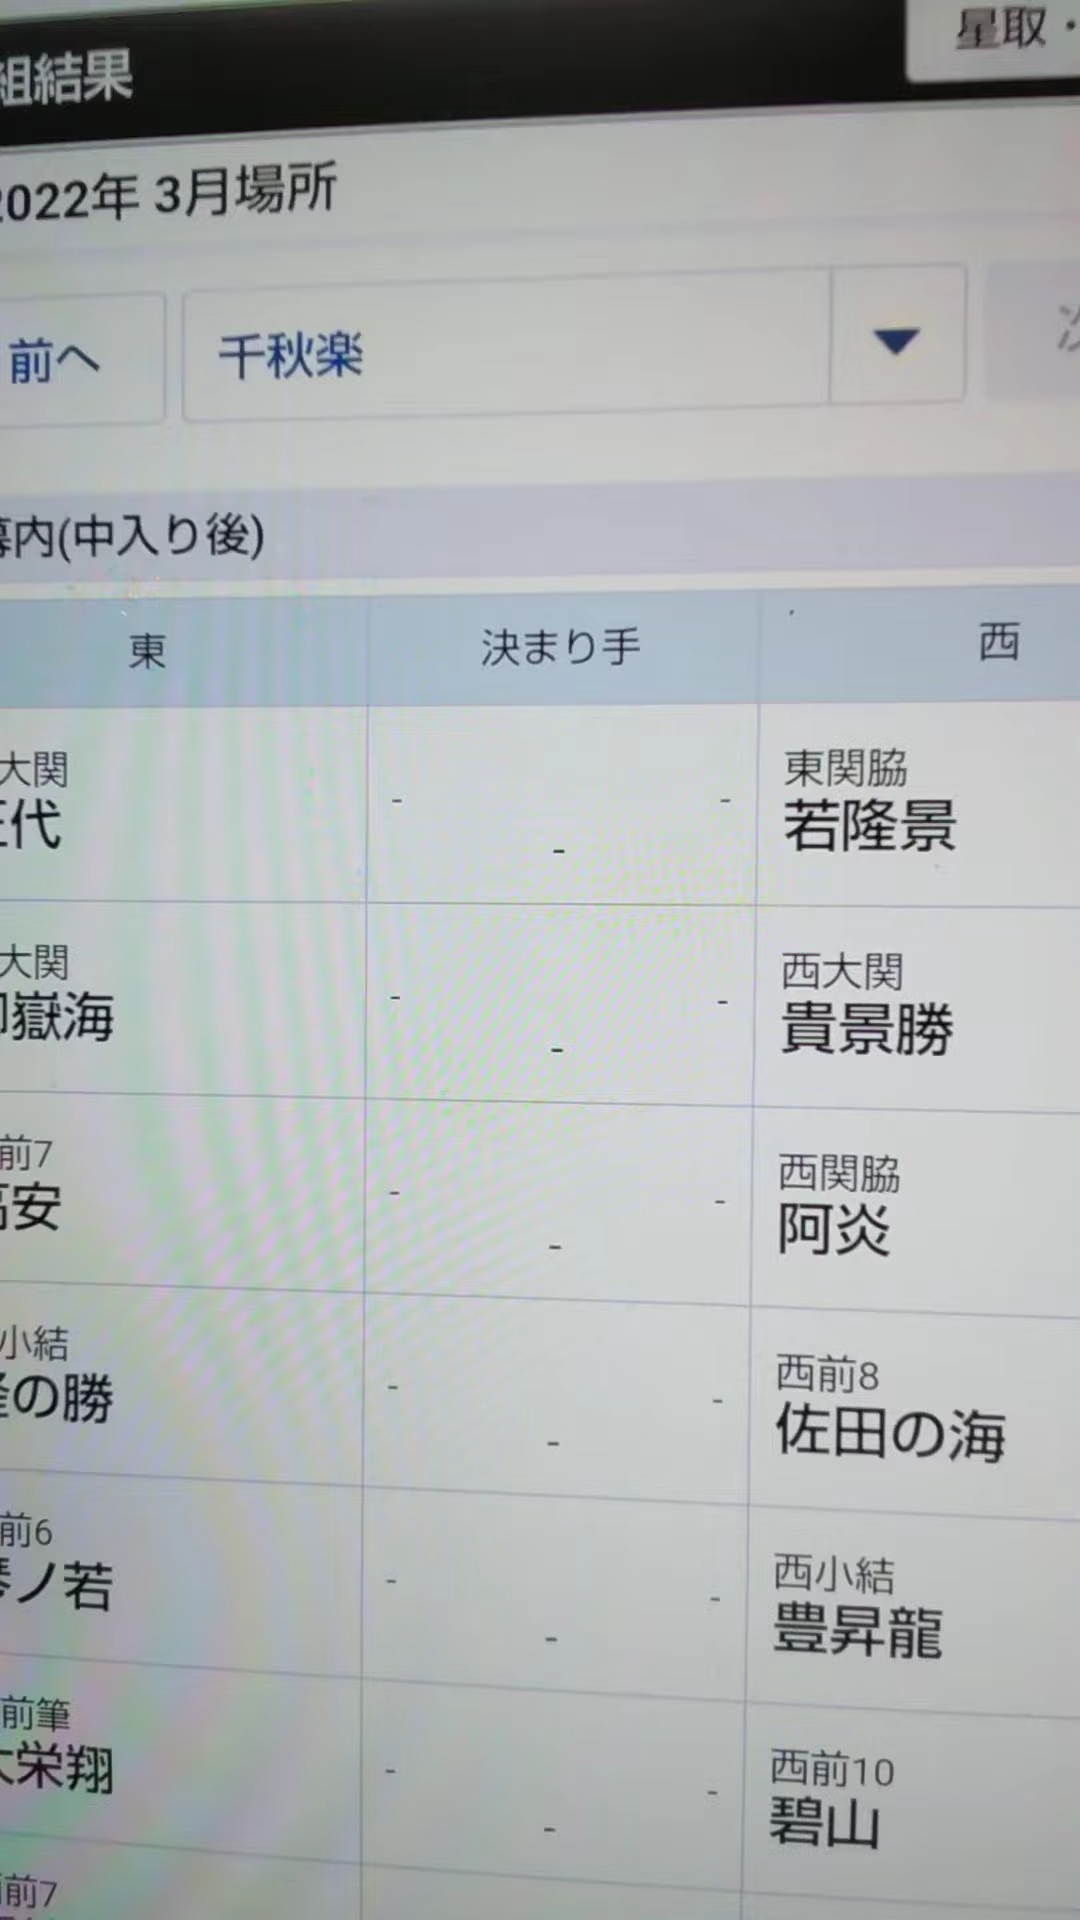 星取・
組結果
2022年 3月場所
前へ
千秋楽
幕内(中入り後)
東
決まり手
西
大関
代
-
-
-
東関脇
若隆景
大関
嶽海
-
-
-
西大関
貴景勝
前7
安
-
-
-
西関脇
阿炎
小結
の勝
-
-
-
西前8
佐田の海
前6
ノ若
-
-
-
西小結
豊昇龍
前筆
栄翔
-
-
-
西前10
碧山
前7